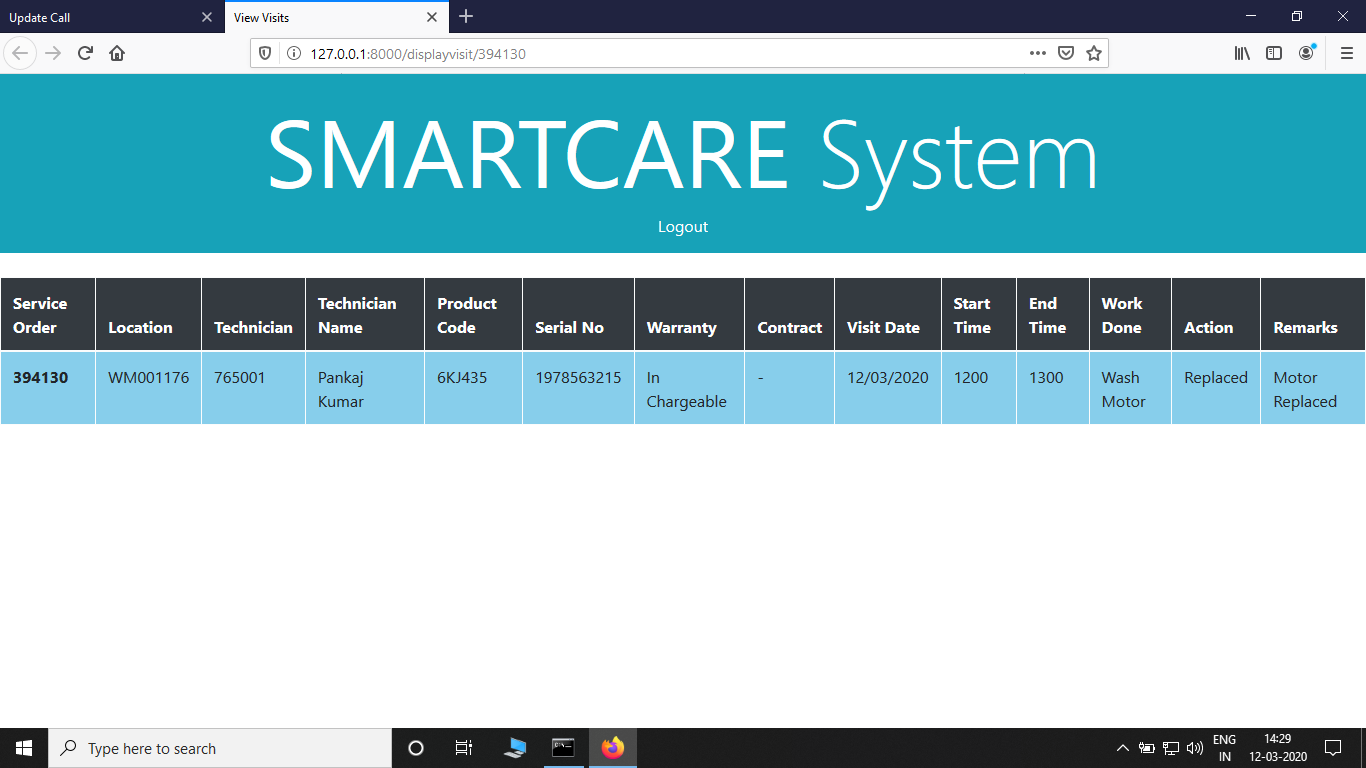 Update Call
View Visits
127.0.0.1:8000/displayvisit/394130
SMARTCARE System
Logout
Service Order Location Technician Technician Name Product Code Serial No Warranty Contract Visit Date Start Time End Time Work Done Action Remarks
394130 WM001176 765001 Pankaj Kumar 6KJ435 1978563215 In Chargeable - 12/03/2020 1200 1300 Wash Motor Replaced Motor Replaced
Type here to search
ENG
IN
14:29
12-03-2020